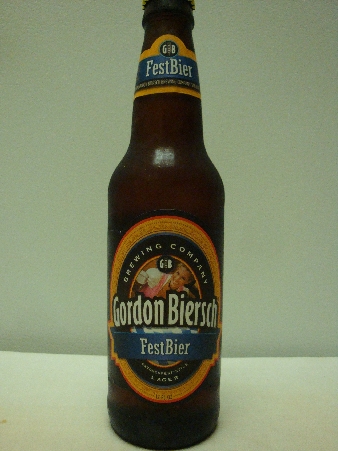 G B
FestBier
BREWING COMPANY
G B
Gordon Biersch
FestBier
LAGER